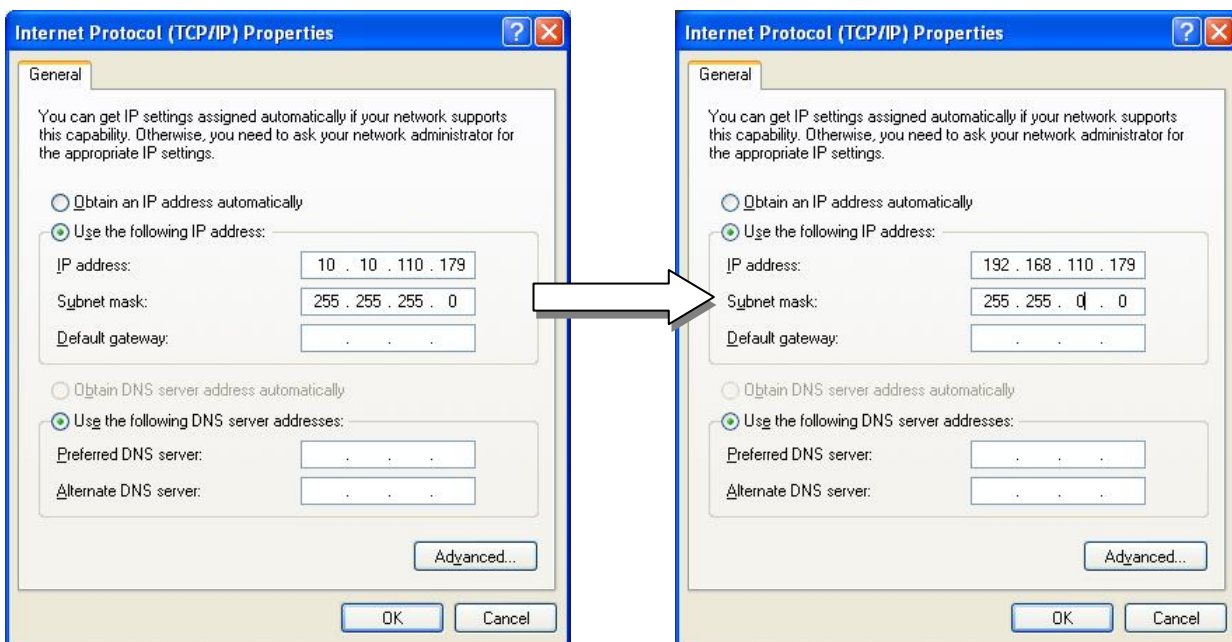 Internet Protocol (TCP/IP) Properties
General
You can get IP settings assigned automatically if your network supports
this capability. Otherwise, you need to ask your network administrator for
the appropriate IP settings.
Obtain an IP address automatically
Use the following IP address:
IP address: 10 . 10 . 110 . 179
Subnet mask: 255 . 255 . 255 . 0
Default gateway: . . .
Obtain DNS server address automatically
Use the following DNS server addresses:
Preferred DNS server: . . .
Alternate DNS server: . . .
Advanced...
OK Cancel
Internet Protocol (TCP/IP) Properties
General
You can get IP settings assigned automatically if your network supports
this capability. Otherwise, you need to ask your network administrator for
the appropriate IP settings.
Obtain an IP address automatically
Use the following IP address:
IP address: 192 . 168 . 110 . 179
Subnet mask: 255 . 255 . 0 . 0
Default gateway: . . .
Obtain DNS server address automatically
Use the following DNS server addresses:
Preferred DNS server: . . .
Alternate DNS server: . . .
Advanced...
OK Cancel